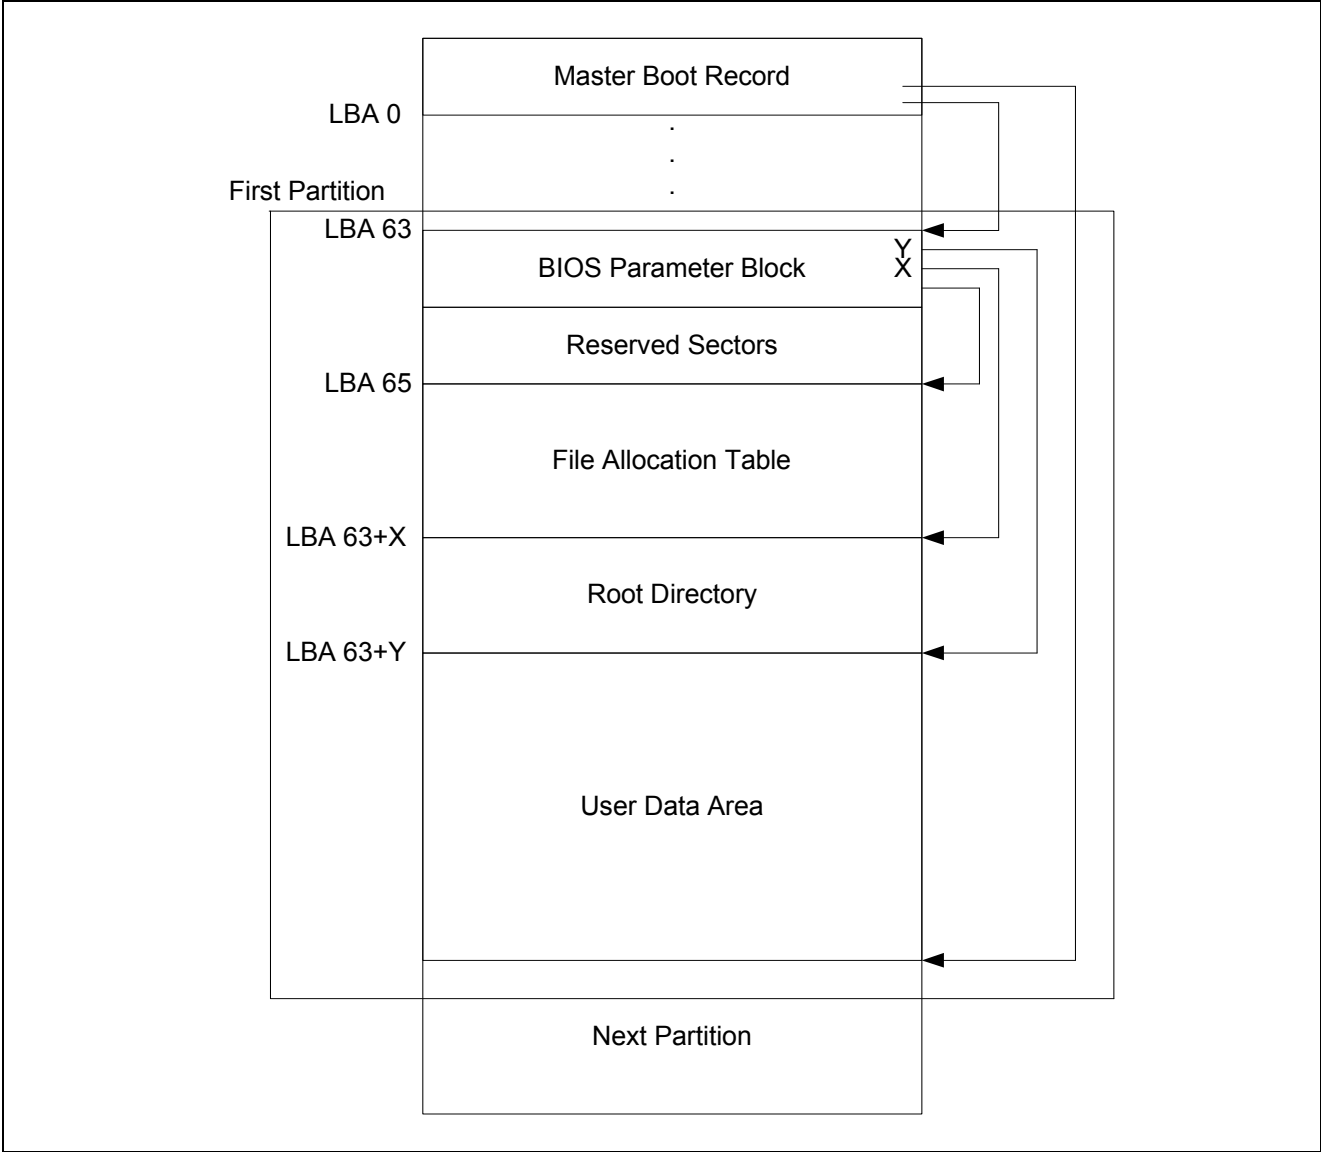 Master Boot Record
LBA 0
.
.
.
First Partition
LBA 63
Y
BIOS Parameter Block
X
Reserved Sectors
LBA 65
File Allocation Table
LBA 63+X
Root Directory
LBA 63+Y
User Data Area
Next Partition